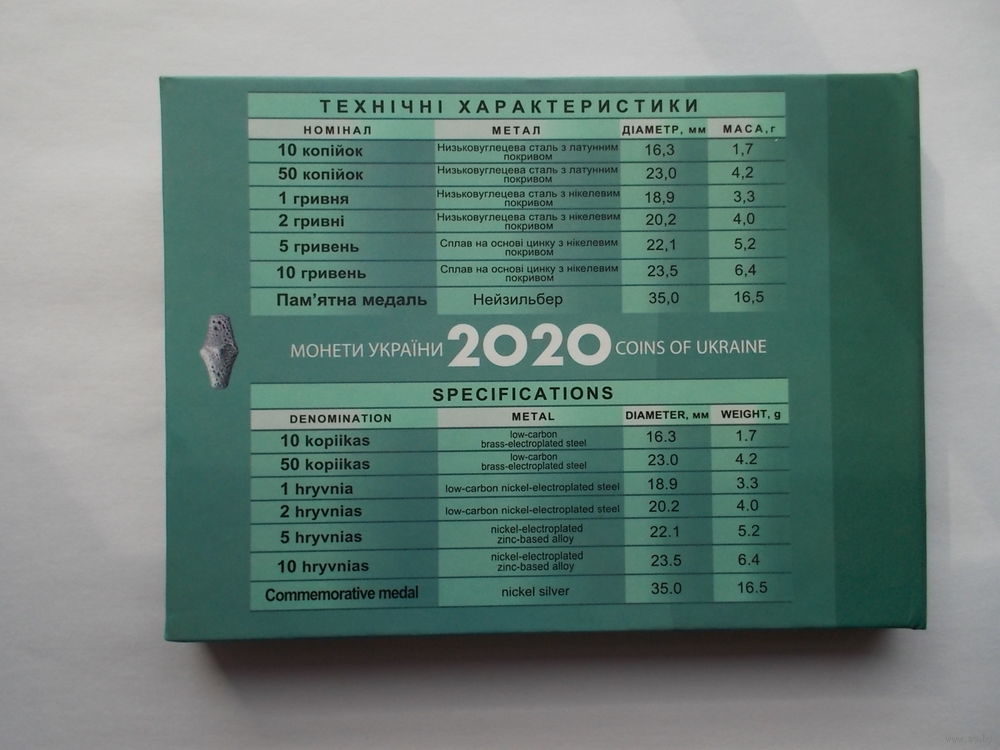 ТЕХНІЧНІ ХАРАКТЕРИСТИКИ
НОМІНАЛ МЕТАЛ ДІАМЕТР, мм МАСА, г
10 копійок Низьковуглецева сталь з латунним покривом 16,3 1,7
50 копійок Низьковуглецева сталь з латунним покривом 23,0 4,2
1 гривня Низьковуглецева сталь з нікелевим покривом 18,9 3,3
2 гривні Низьковуглецева сталь з нікелевим покривом 20,2 4,0
5 гривень Сплав на основі цинку з нікелевим покривом 22,1 5,2
10 гривень Сплав на основі цинку з нікелевим покривом 23,5 6,4
Пам'ятна медаль Нейзильбер 35,0 16,5
МОНЕТИ УКРАЇНИ 2020 COINS OF UKRAINE
SPECIFICATIONS
DENOMINATION METAL DIAMETER, мм WEIGHT, g
10 kopiikas low-carbon brass-electroplated steel 16.3 1.7
50 kopiikas low-carbon brass-electroplated steel 23.0 4.2
1 hryvnia low-carbon nickel-electroplated steel 18.9 3.3
2 hryvnias low-carbon nickel-electroplated steel 20.2 4.0
5 hryvnias nickel-electroplated zinc-based alloy 22.1 5.2
10 hryvnias nickel-electroplated zinc-based alloy 23.5 6.4
Commemorative medal nickel silver 35.0 16.5